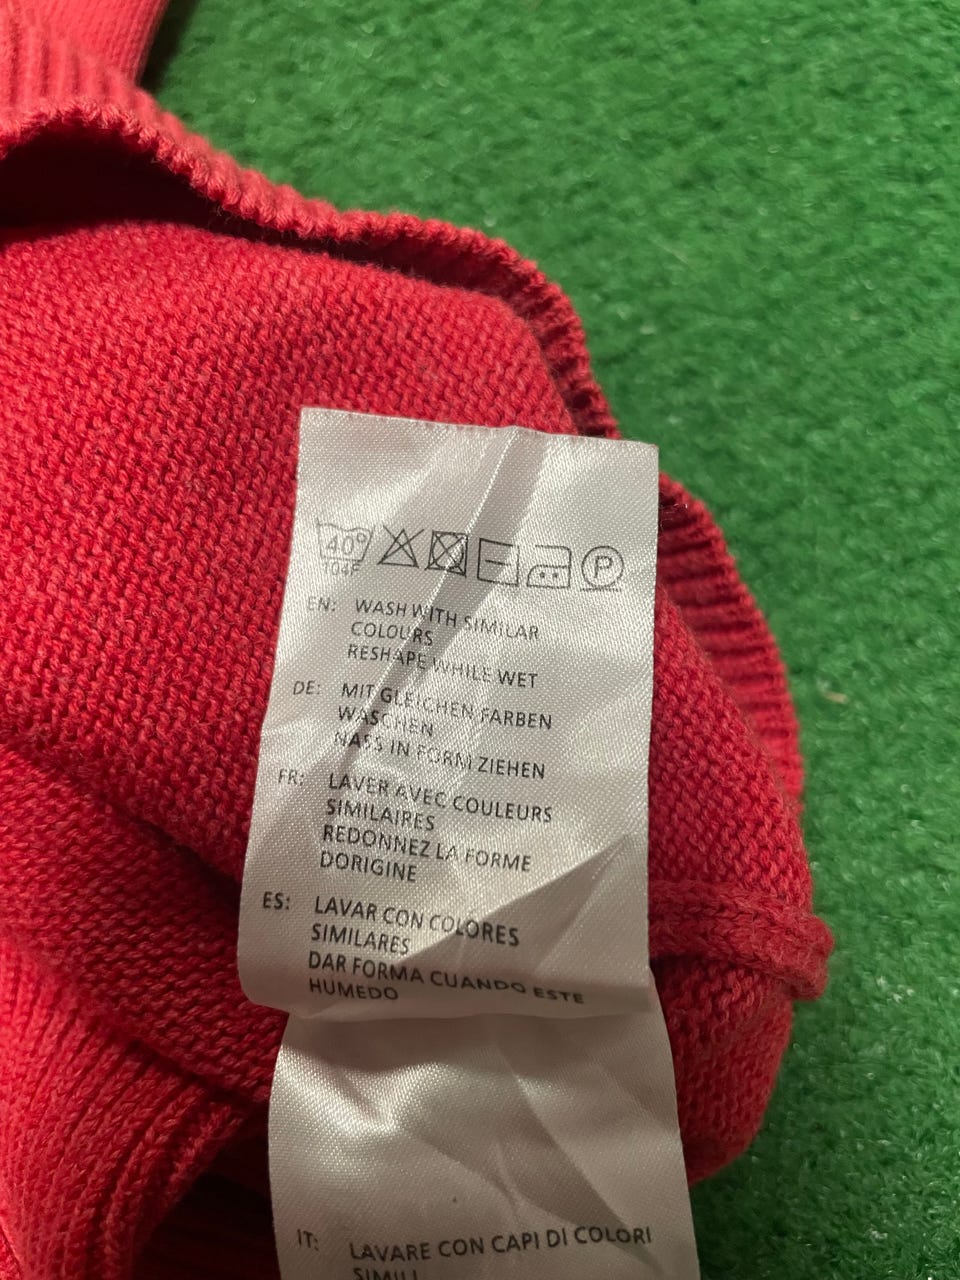 40°
104F
P
EN: WASH WITH SIMILAR
COLOURS
RESHAPE WHILE WET
DE: MIT GLEICHEN FARBEN
WASCHEN
NASS IN FORM ZIEHEN
FR: LAVER AVEC COULEURS
SIMILAIRES
REDONNEZ LA FORME
DORIGINE
ES: LAVAR CON COLORES
SIMILARES
DAR FORMA CUANDO ESTE
HUMEDO
IT: LAVARE CON CAPI DI COLORI
SIMILI